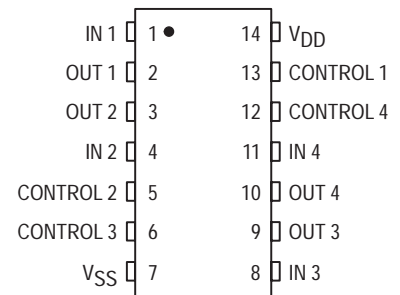 IN 1 1 14 VDD
OUT 1 2 13 CONTROL 1
OUT 2 3 12 CONTROL 4
IN 2 4 11 IN 4
CONTROL 2 5 10 OUT 4
CONTROL 3 6 9 OUT 3
VSS 7 8 IN 3